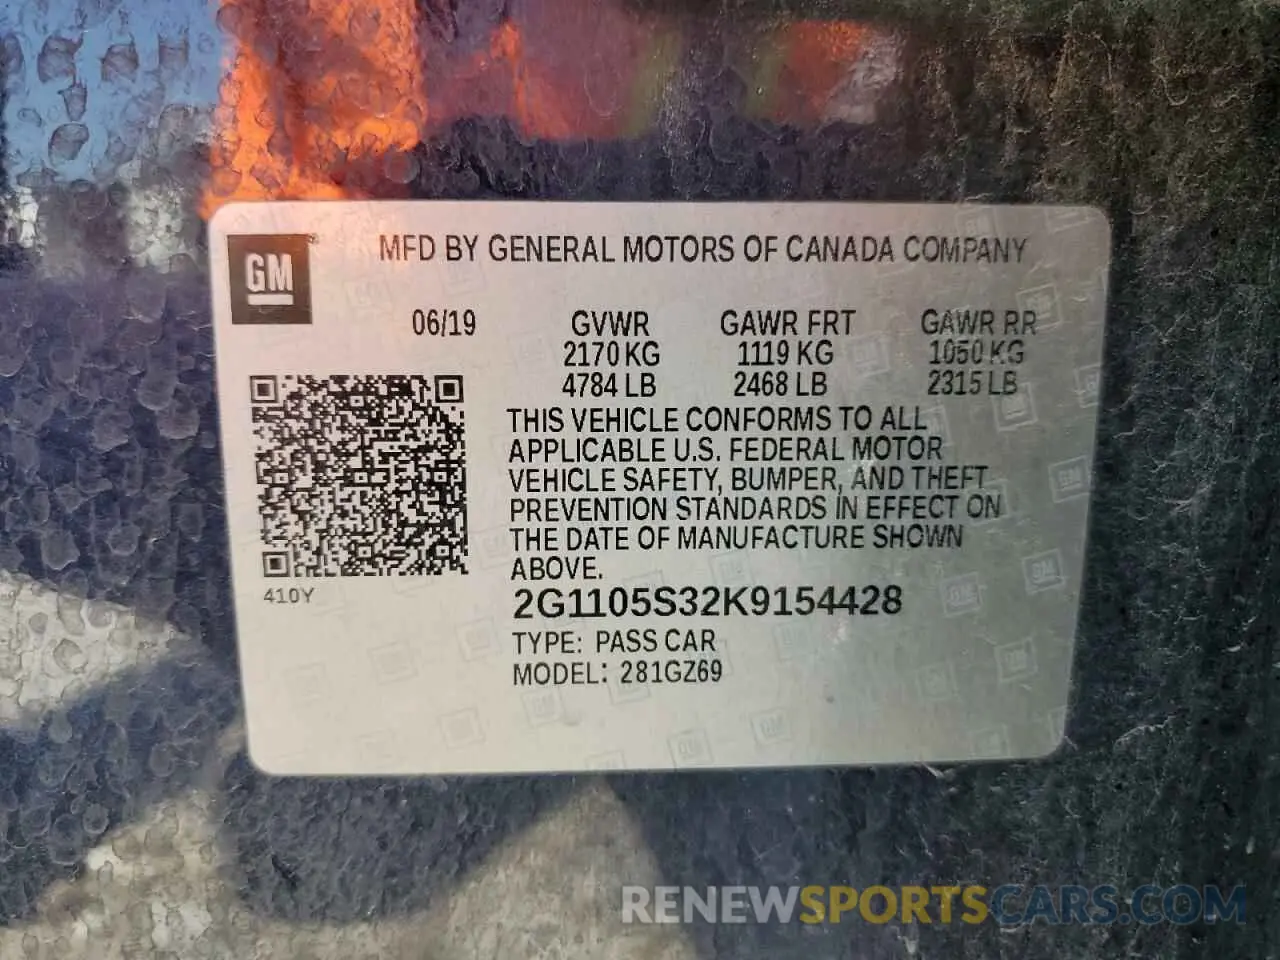 GM
MFD BY GENERAL MOTORS OF CANADA COMPANY
06/19 GVWR GAWR FRT GAWR RR
2170 KG 1119 KG 1050 KG
4784 LB 2468 LB 2315 LB
THIS VEHICLE CONFORMS TO ALL
APPLICABLE U.S. FEDERAL MOTOR
VEHICLE SAFETY, BUMPER, AND THEFT
PREVENTION STANDARDS IN EFFECT ON
THE DATE OF MANUFACTURE SHOWN
ABOVE.
410Y
2G1105S32K9154428
TYPE: PASS CAR
MODEL: 281GZ69
RENEWSPORTSCARS.COM